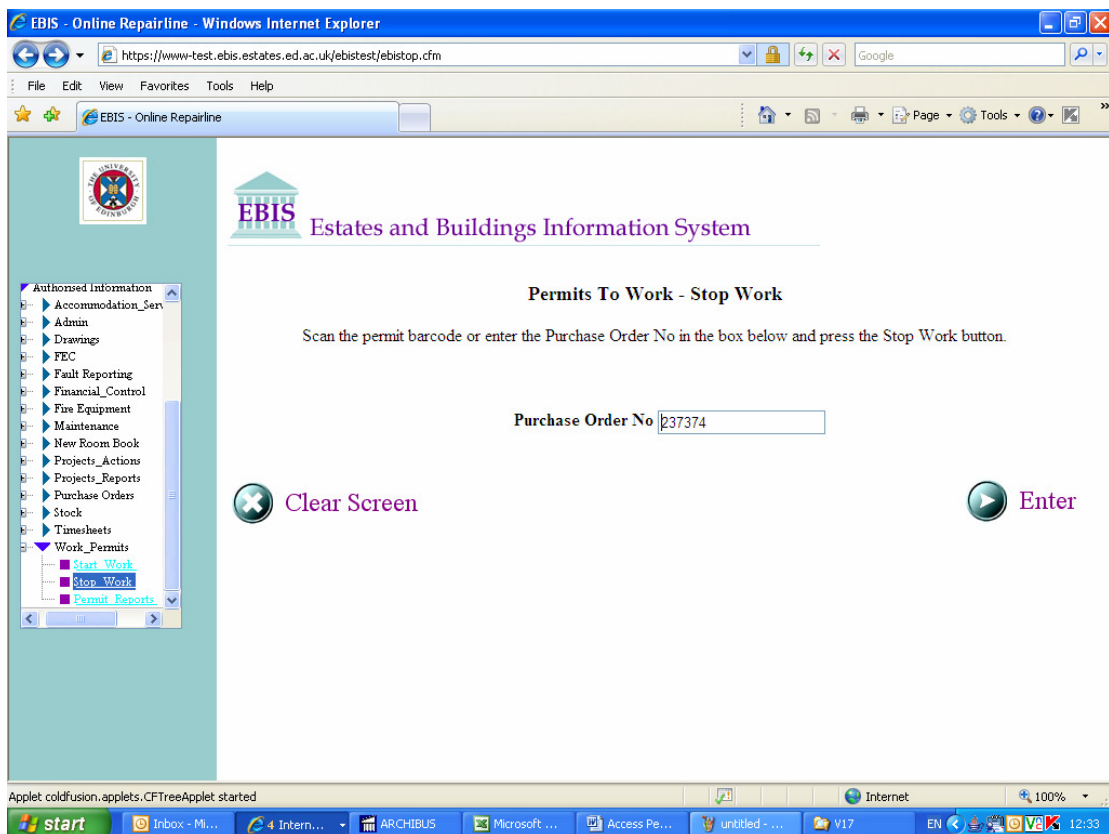 EBIS - Online Repairline - Windows Internet Explorer
https://www-test.ebis.estates.ed.ac.uk/ebistest/ebistop.cfm
Google
File Edit View Favorites Tools Help
EBIS - Online Repairline
Page Tools
THE UNIVERSITY OF EDINBURGH
EBIS Estates and Buildings Information System
Permits To Work - Stop Work
Scan the permit barcode or enter the Purchase Order No in the box below and press the Stop Work button.
Purchase Order No 237374
Clear Screen
Enter
Authorised Information
Accommodation_Serv
Admin
Drawings
FEC
Fault Reporting
Financial_Control
Fire Equipment
Maintenance
New Room Book
Projects_Actions
Projects_Reports
Purchase Orders
Stock
Timesheets
Work_Permits
Start_Work
Stop_Work
Permit_Reports
Applet coldfusion.applets.CFTreeApplet started
Internet
100%
start
Inbox - Mi...
4 Intern...
ARCHIBUS
Microsoft ...
Access Pe...
untitled - ...
V17
EN
12:33